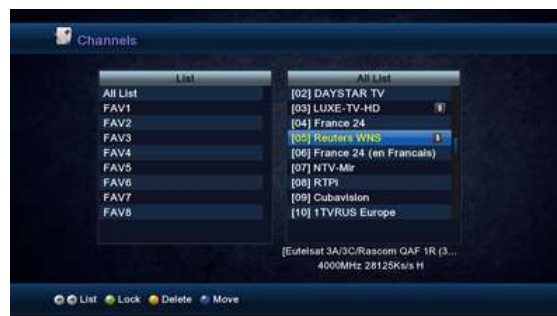 Channels
List
All List
FAV1
FAV2
FAV3
FAV4
FAV5
FAV6
FAV7
FAV8
All List
[02] DAYSTAR TV
[03] LUXE-TV-HD $
[04] France 24
[05] Reuters WNS $
[06] France 24 (en Francais)
[07] NTV-Mir
[08] RTPi
[09] Cubavision
[10] 1TVRUS Europe
[Eutelsat 3A/3C/Rascom QAF 1R (3...
4000MHz 28125Ks/s H
List Lock Delete Move